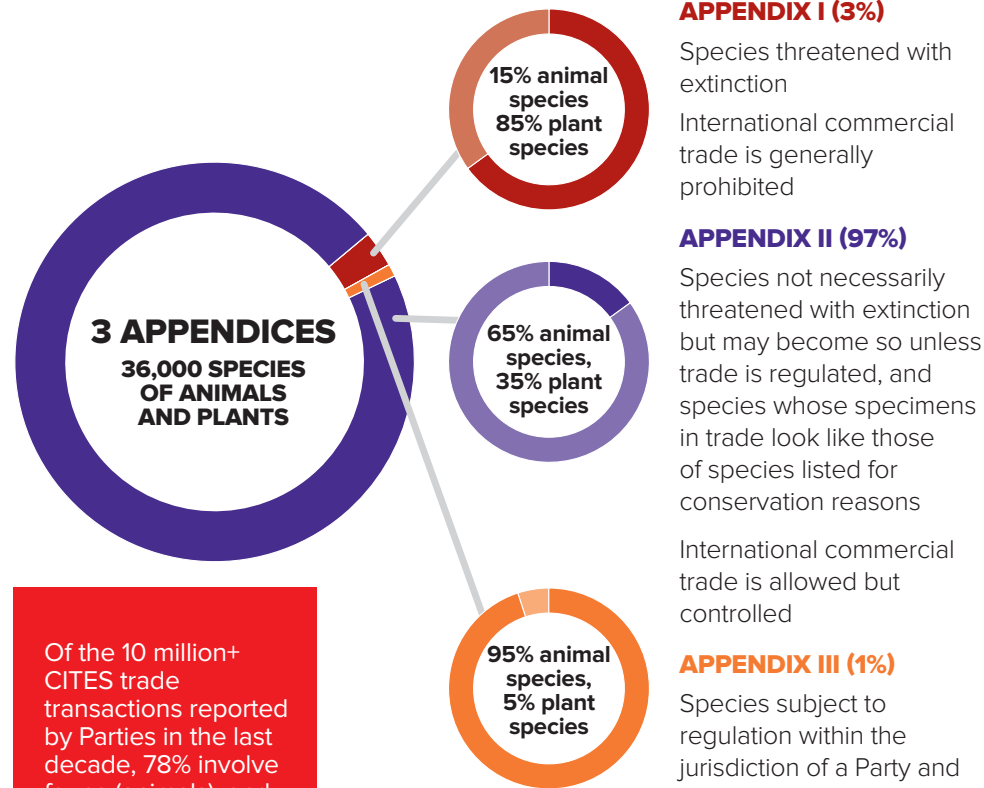 3 APPENDICES
36,000 SPECIES
OF ANIMALS
AND PLANTS
15% animal
species
85% plant
species
APPENDIX I (3%)
Species threatened with
extinction
International commercial
trade is generally
prohibited
65% animal
species,
35% plant
species
APPENDIX II (97%)
Species not necessarily
threatened with extinction
but may become so unless
trade is regulated, and
species whose specimens
in trade look like those
of species listed for
conservation reasons
International commercial
trade is allowed but
controlled
95% animal
species,
5% plant
species
APPENDIX III (1%)
Species subject to
regulation within the
jurisdiction of a Party and
Of the 10 million+
CITES trade
transactions reported
by Parties in the last
decade, 78% involve